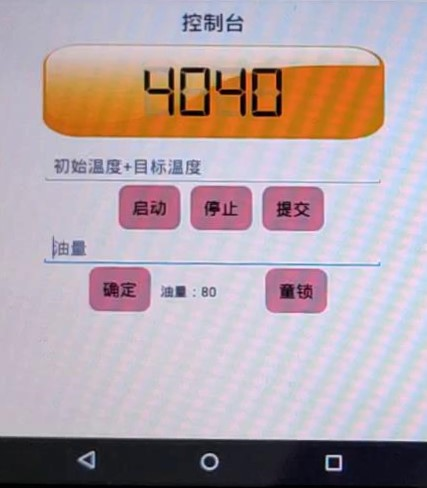 控制台
4040
初始温度+目标温度
启动 停止 提交
油量
确定 油量：80 童锁